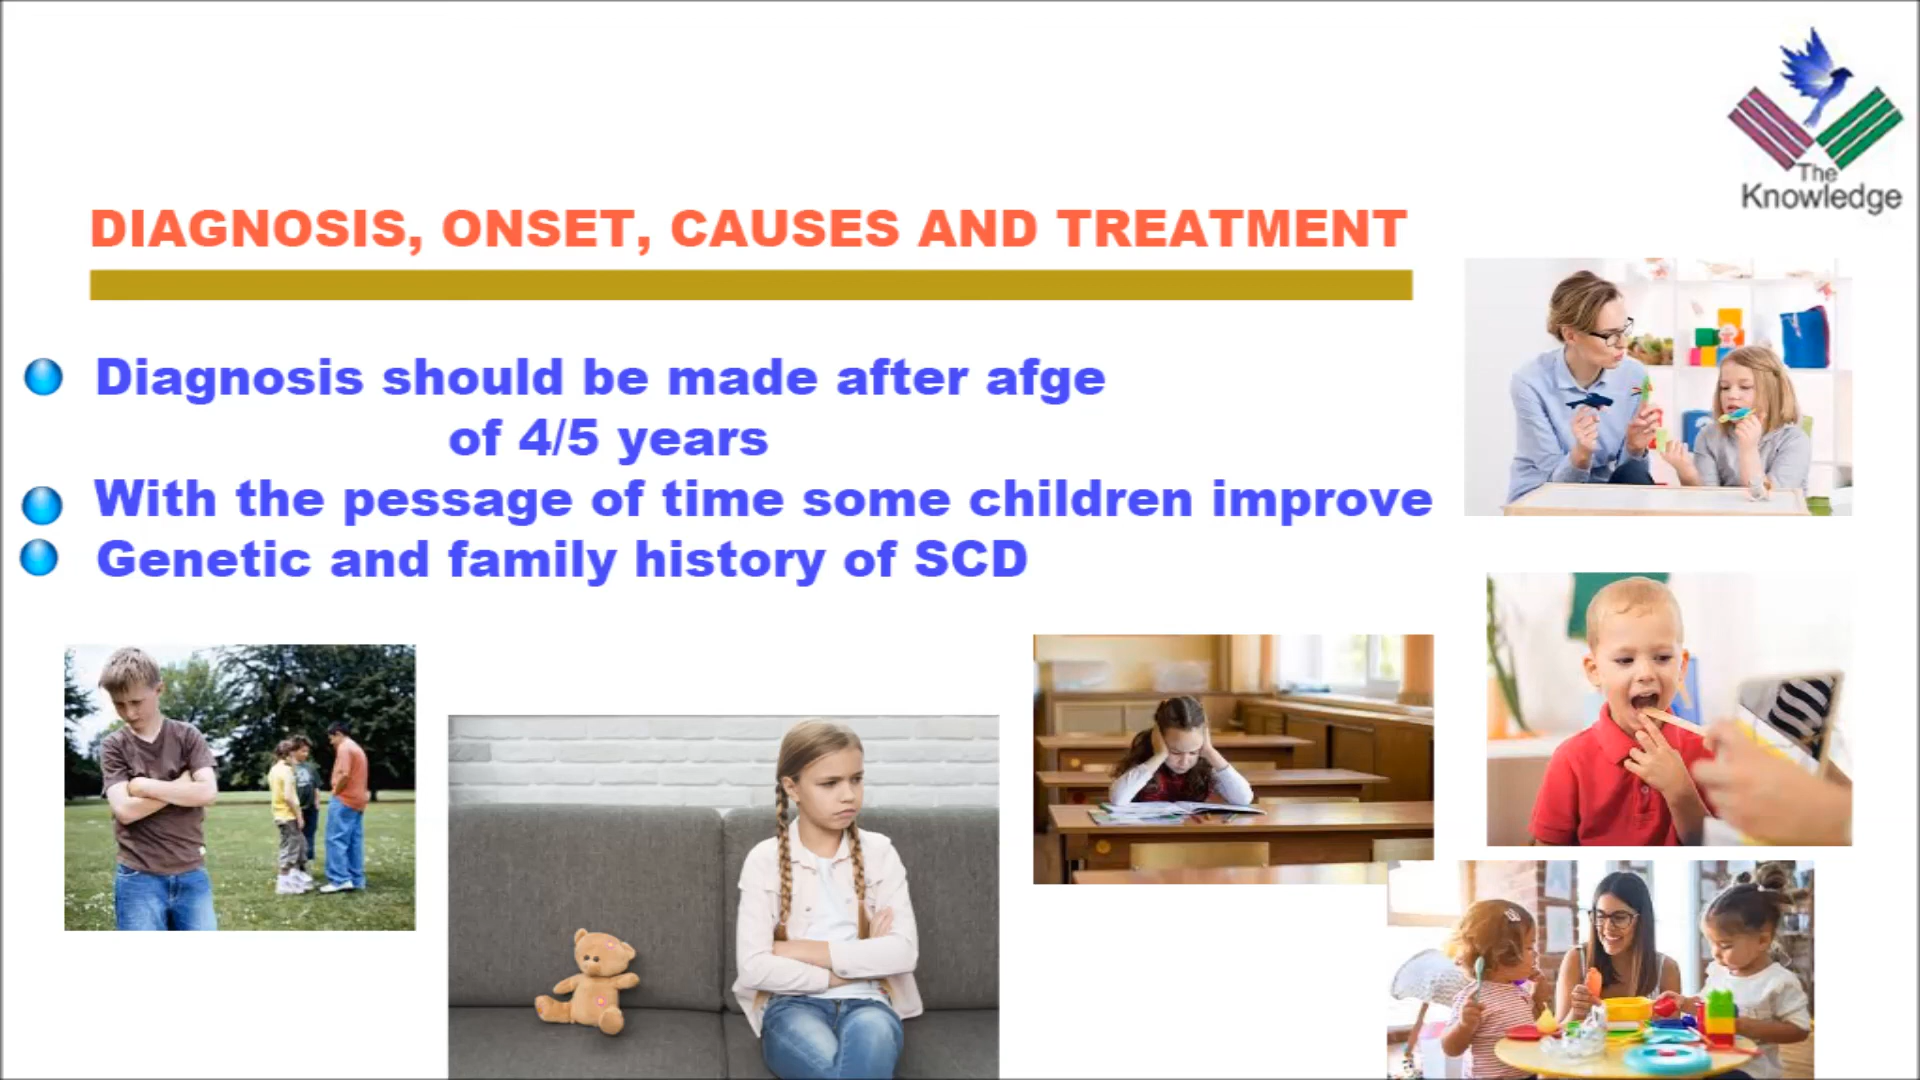 The
Knowledge
DIAGNOSIS, ONSET, CAUSES AND TREATMENT
Diagnosis should be made after afge
of 4/5 years
With the pessage of time some children improve
Genetic and family history of SCD